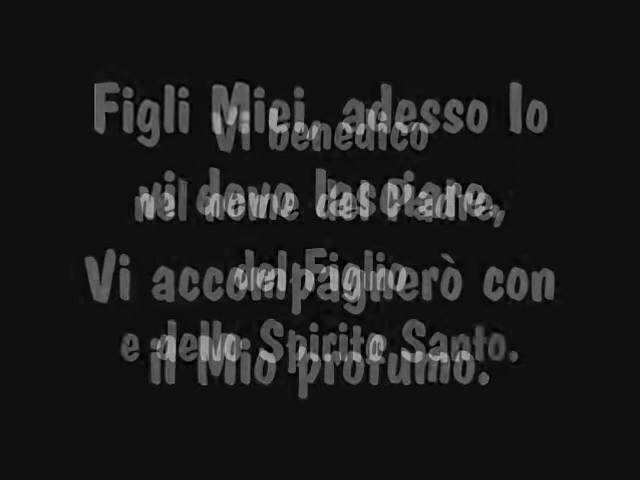 Figli Miei, adesso Io
Vi benedico
vi devo lasciare,
nel nome del Padre,
Vi accompagnerò con
del Figlio
e dello Spirito Santo.
il Mio profumo.